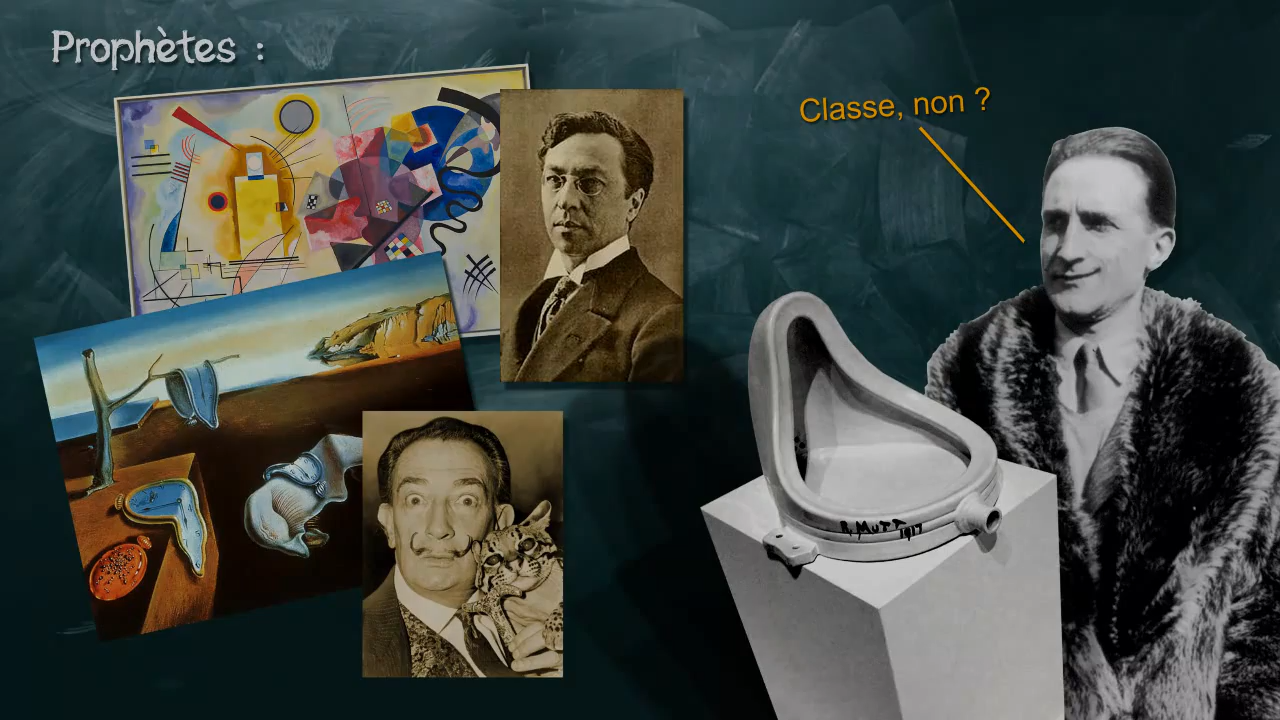 Prophètes :
Classe, non ?
R. MUTT
1917